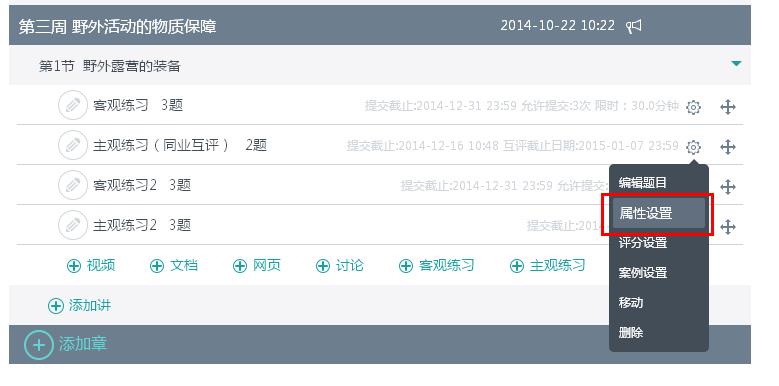 第三周 野外活动的物质保障 2014-10-22 10:22
第1节 野外露营的装备
客观练习 3题 提交截止:2014-12-31 23:59 允许提交:3次 限时：30.0分钟
主观练习（同业互评） 2题 提交截止:2014-12-16 10:48 互评截止日期:2015-01-07 23:59
编辑题目
客观练习2 3题 提交截止:2014-12-31 23:59 允许提交:
属性设置
主观练习2 3题 提交截止:2014
评分设置
视频 文档 网页 讨论 客观练习 主观练习
案例设置
添加讲
移动
删除
添加章